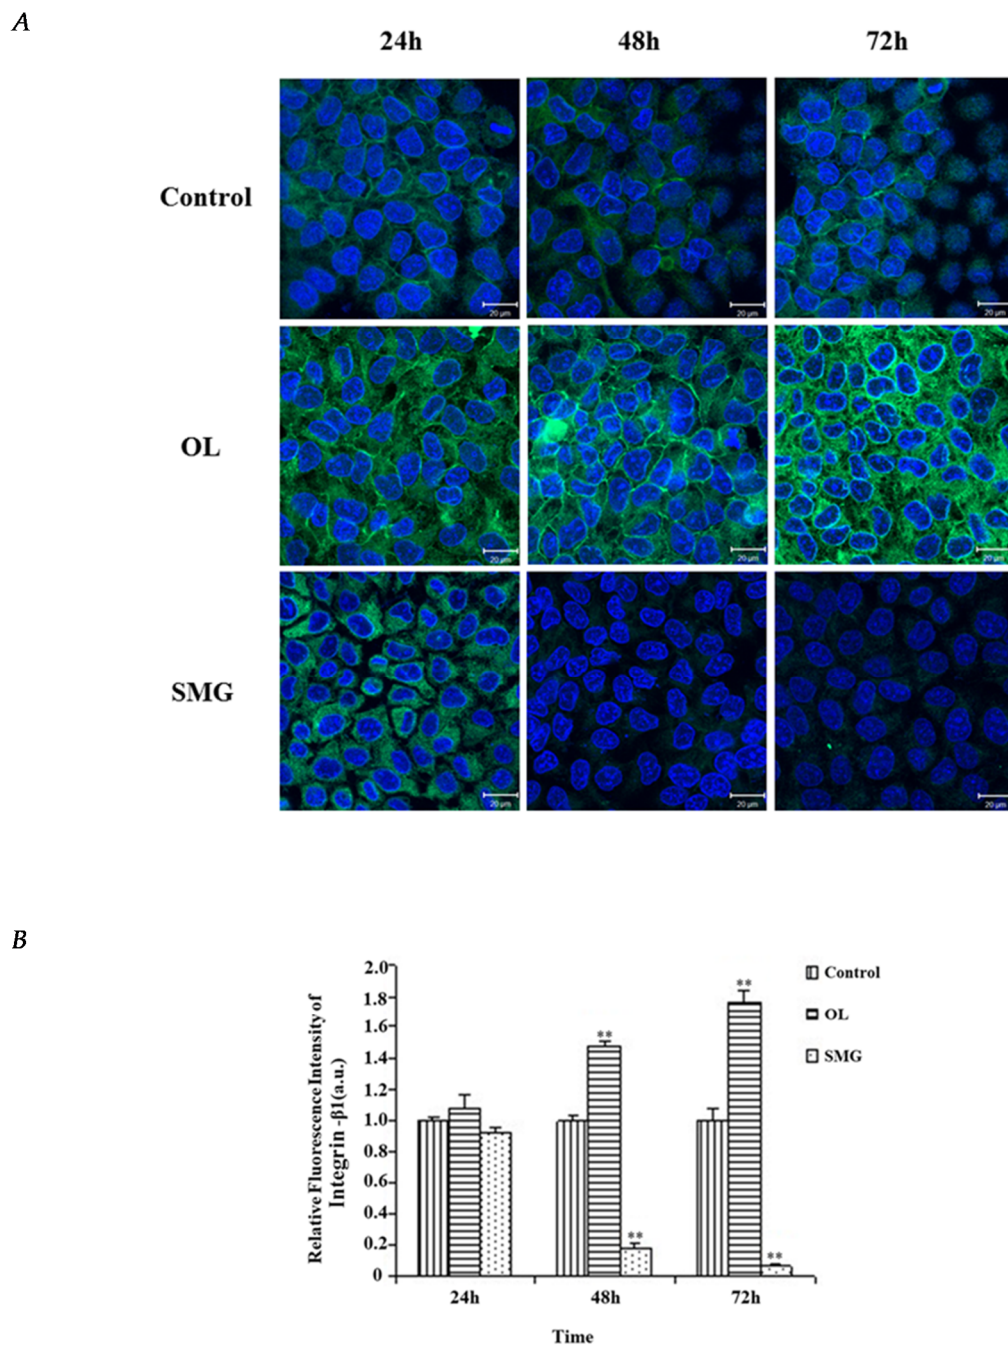 A
24h 48h 72h
Control
20 µm 20 µm 20 µm
OL
20 µm 20 µm 20 µm
SMG
20 µm 20 µm 20 µm
B
Relative Fluorescence Intensity of
Integrin -β1(a.u.)
2.0
1.8
1.6
1.4
1.2
1.0
0.8
0.6
0.4
0.2
0
** ** ** **
Control
OL
SMG
24h 48h 72h
Time